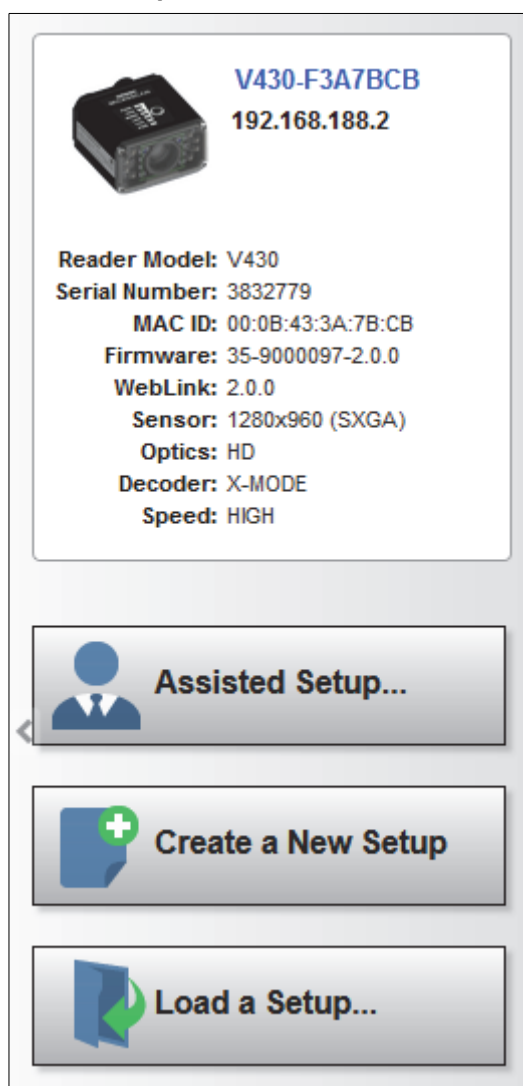 V430-F3A7BCB
192.168.188.2
Reader Model: V430
Serial Number: 3832779
MAC ID: 00:0B:43:3A:7B:CB
Firmware: 35-9000097-2.0.0
WebLink: 2.0.0
Sensor: 1280x960 (SXGA)
Optics: HD
Decoder: X-MODE
Speed: HIGH
Assisted Setup...
Create a New Setup
Load a Setup...